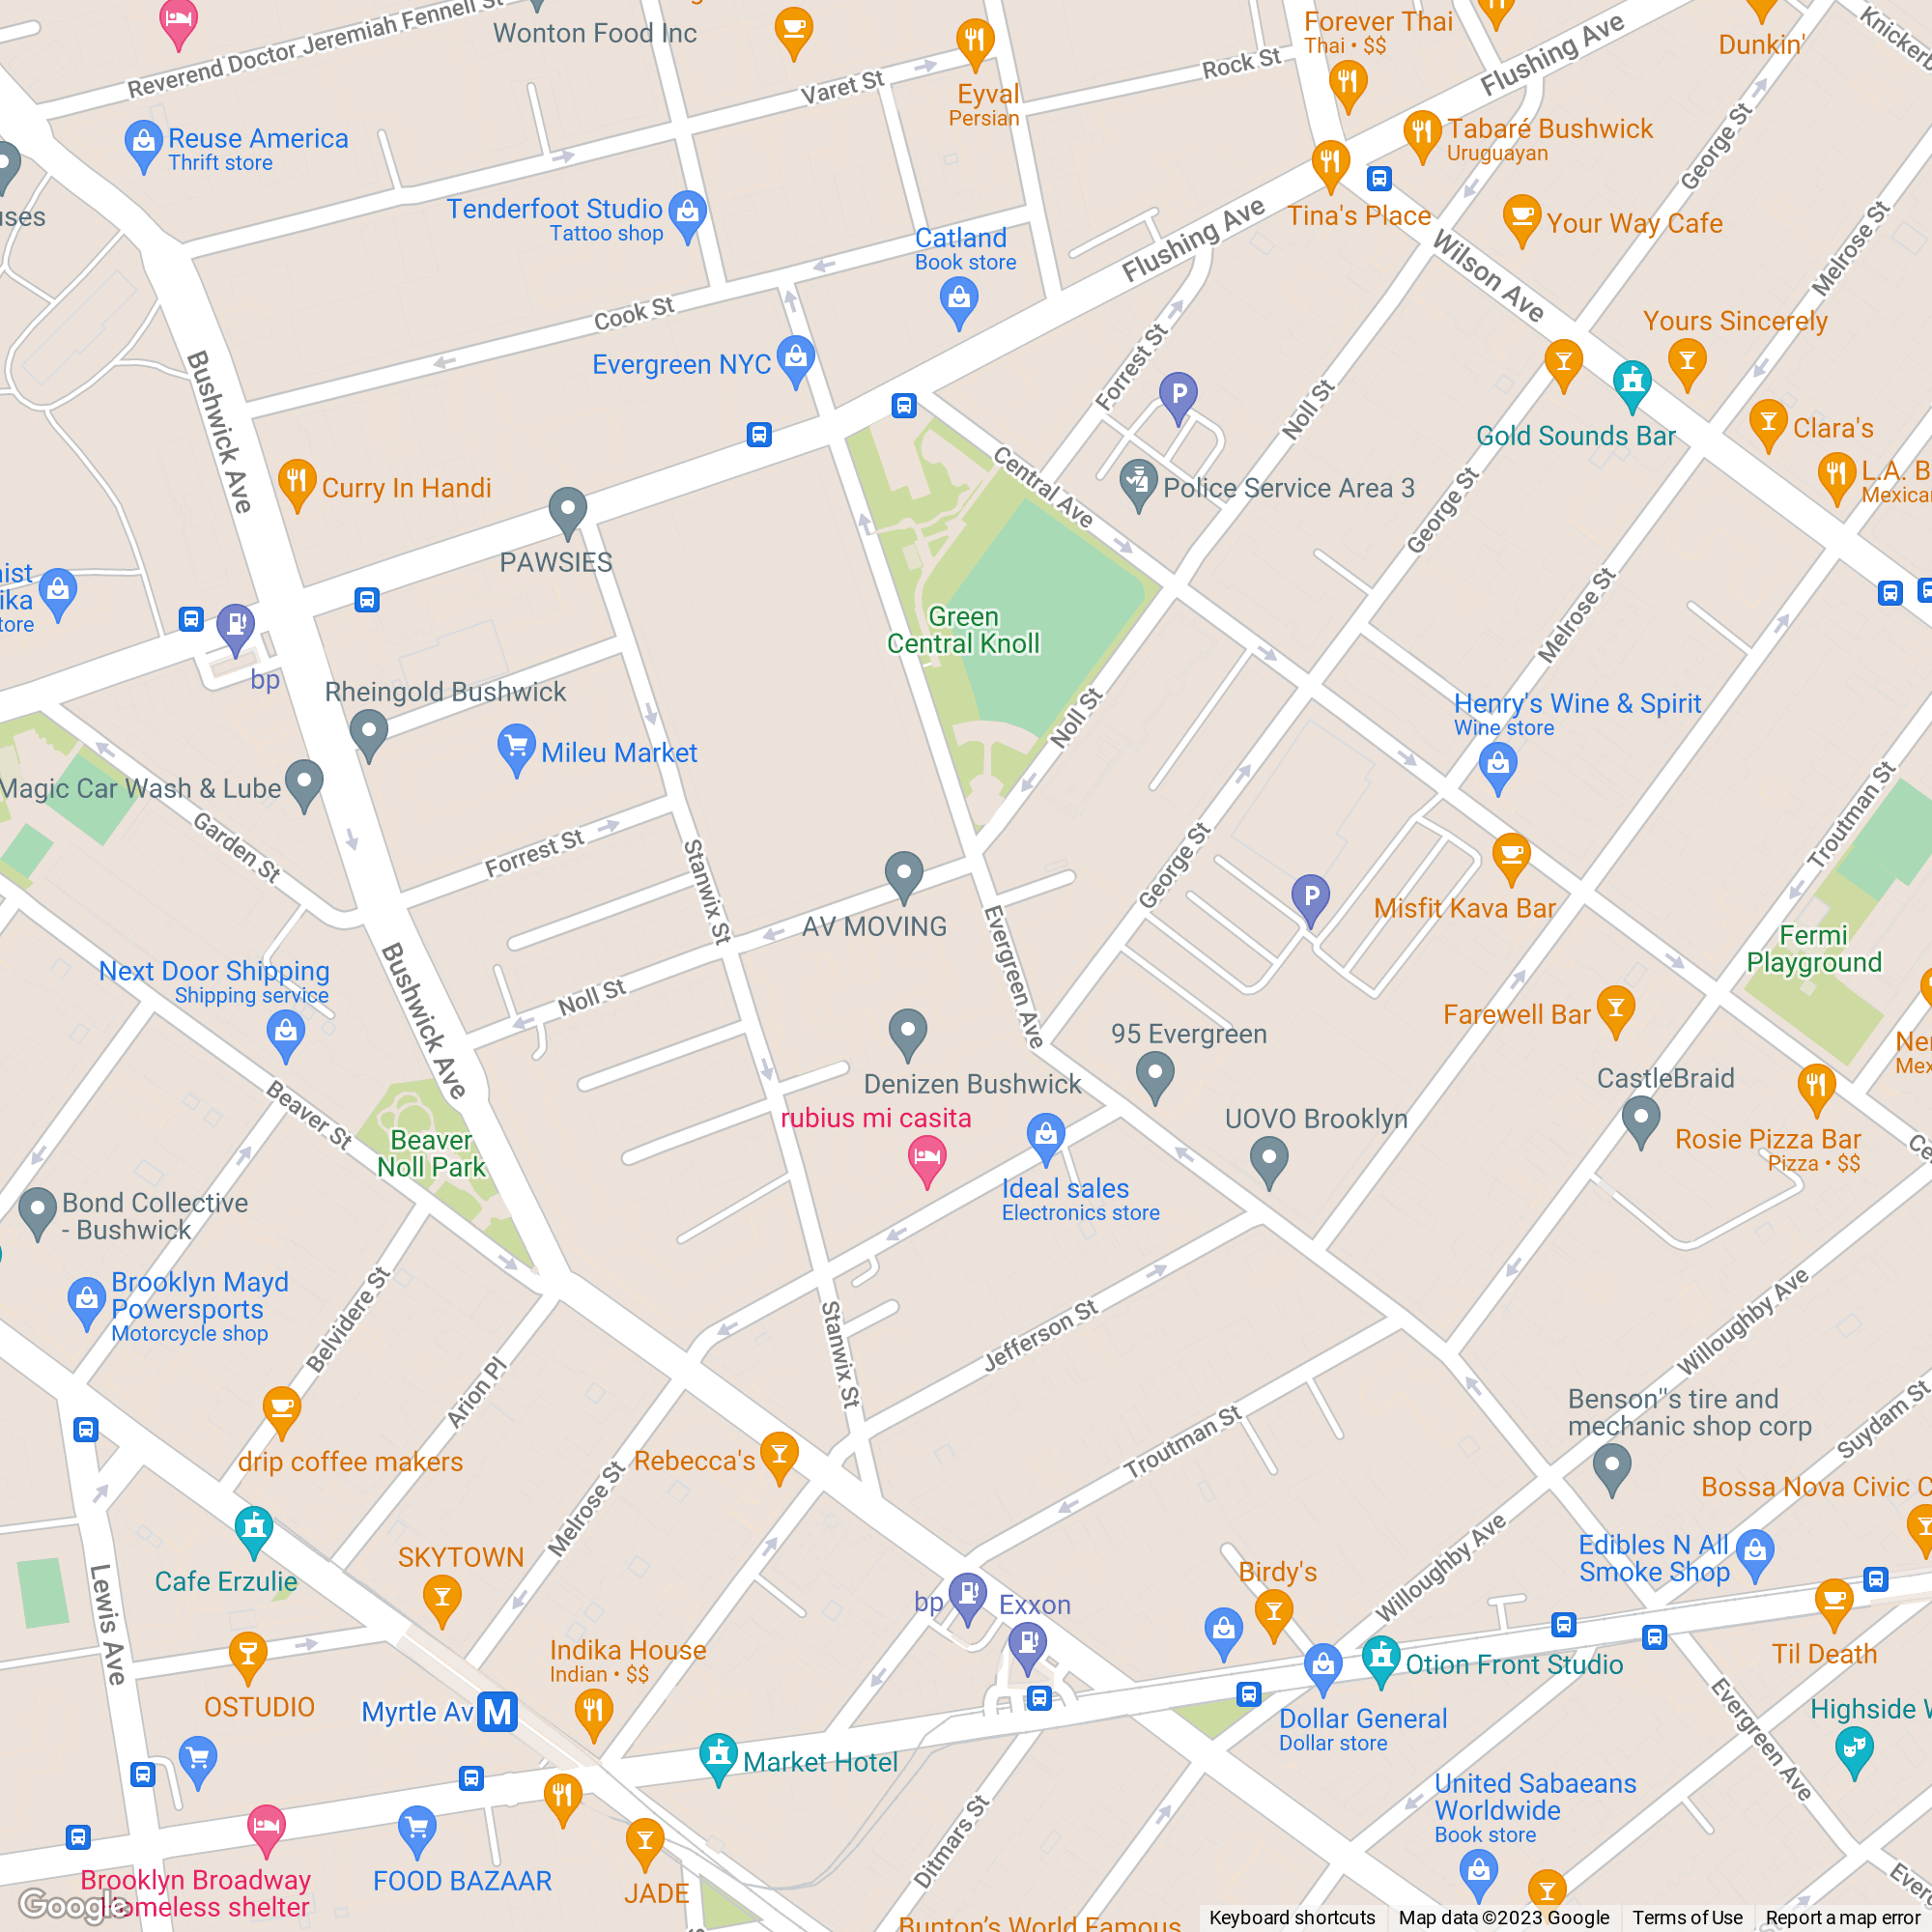 Reverend Doctor Jeremiah Fennell St
Wonton Food Inc
Forever Thai
Thai • $$
Flushing Ave
Dunkin'
Varet St
Rock St
Eyval
Persian
Reuse America
Thrift store
Tabaré Bushwick
Uruguayan
George St
Tenderfoot Studio
Tattoo shop
Catland
Book store
Flushing Ave
Tina's Place
Your Way Cafe
Wilson Ave
Melrose St
Cook St
Evergreen NYC
Forrest St
Yours Sincerely
Bushwick Ave
Noll St
Gold Sounds Bar
Clara's
Curry In Handi
Central Ave
Police Service Area 3
George St
L.A. B
Mexica
PAWSIES
ist
ika
tore
Green
Central Knoll
Melrose St
bp
Rheingold Bushwick
Mileu Market
Noll St
Henry's Wine & Spirit
Wine store
Magic Car Wash & Lube
Garden St
Forrest St
Stanwix St
George St
Troutman St
AV MOVING
Misfit Kava Bar
Evergreen Ave
Fermi
Playground
Bushwick Ave
Next Door Shipping
Shipping service
Noll St
Farewell Bar
95 Evergreen
Denizen Bushwick
CastleBraid
Beaver St
rubius mi casita
UOVO Brooklyn
Beaver
Noll Park
Rosie Pizza Bar
Pizza • $$
Bond Collective
- Bushwick
Ideal sales
Electronics store
Brooklyn Mayd
Powersports
Motorcycle shop
Belvidere St
Arion Pl
Stanwix St
Jefferson St
Willoughby Ave
Benson"s tire and
mechanic shop corp
Suydam St
drip coffee makers
Rebecca's
Troutman St
Melrose St
Bossa Nova Civic C
Willoughby Ave
Edibles N All
Smoke Shop
Cafe Erzulie
SKYTOWN
Lewis Ave
bp
Exxon
Birdy's
Indika House
Indian • $$
Otion Front Studio
Til Death
OSTUDIO
Myrtle Av
M
Dollar General
Dollar store
Evergreen Ave
Highside W
Market Hotel
Ditmars St
United Sabaeans
Worldwide
Book store
Brooklyn Broadway
Homeless shelter
FOOD BAZAAR
JADE
Google
Bunton's World Famous
Keyboard shortcuts
Map data ©2023 Google
Terms of Use
Report a map error